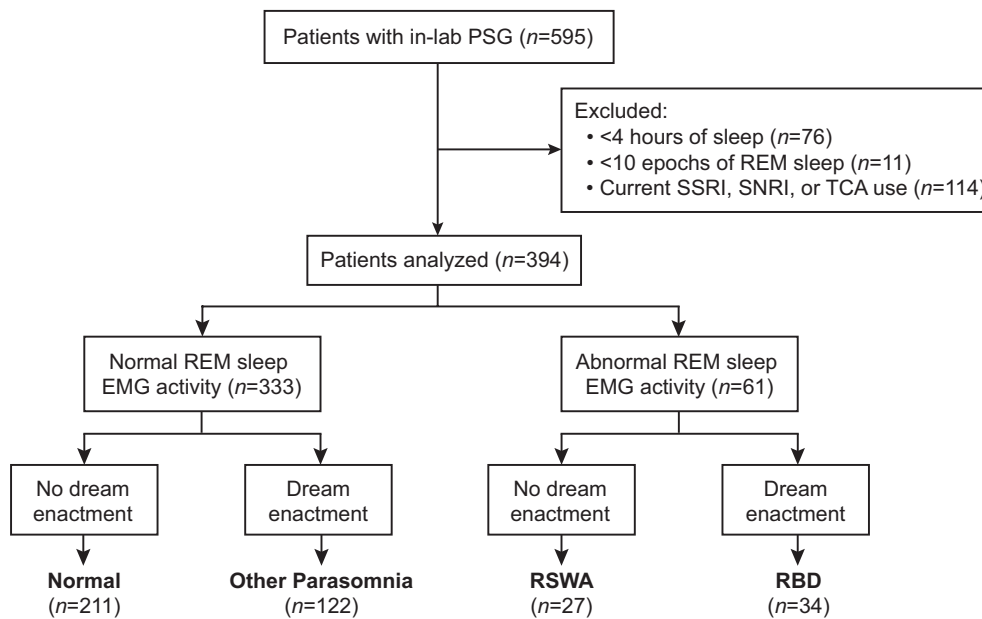 Patients with in-lab PSG (n=595)
Excluded:
• <4 hours of sleep (n=76)
• <10 epochs of REM sleep (n=11)
• Current SSRI, SNRI, or TCA use (n=114)
Patients analyzed (n=394)
Normal REM sleep
EMG activity (n=333)
Abnormal REM sleep
EMG activity (n=61)
No dream
enactment
Dream
enactment
No dream
enactment
Dream
enactment
Normal
(n=211)
Other Parasomnia
(n=122)
RSWA
(n=27)
RBD
(n=34)